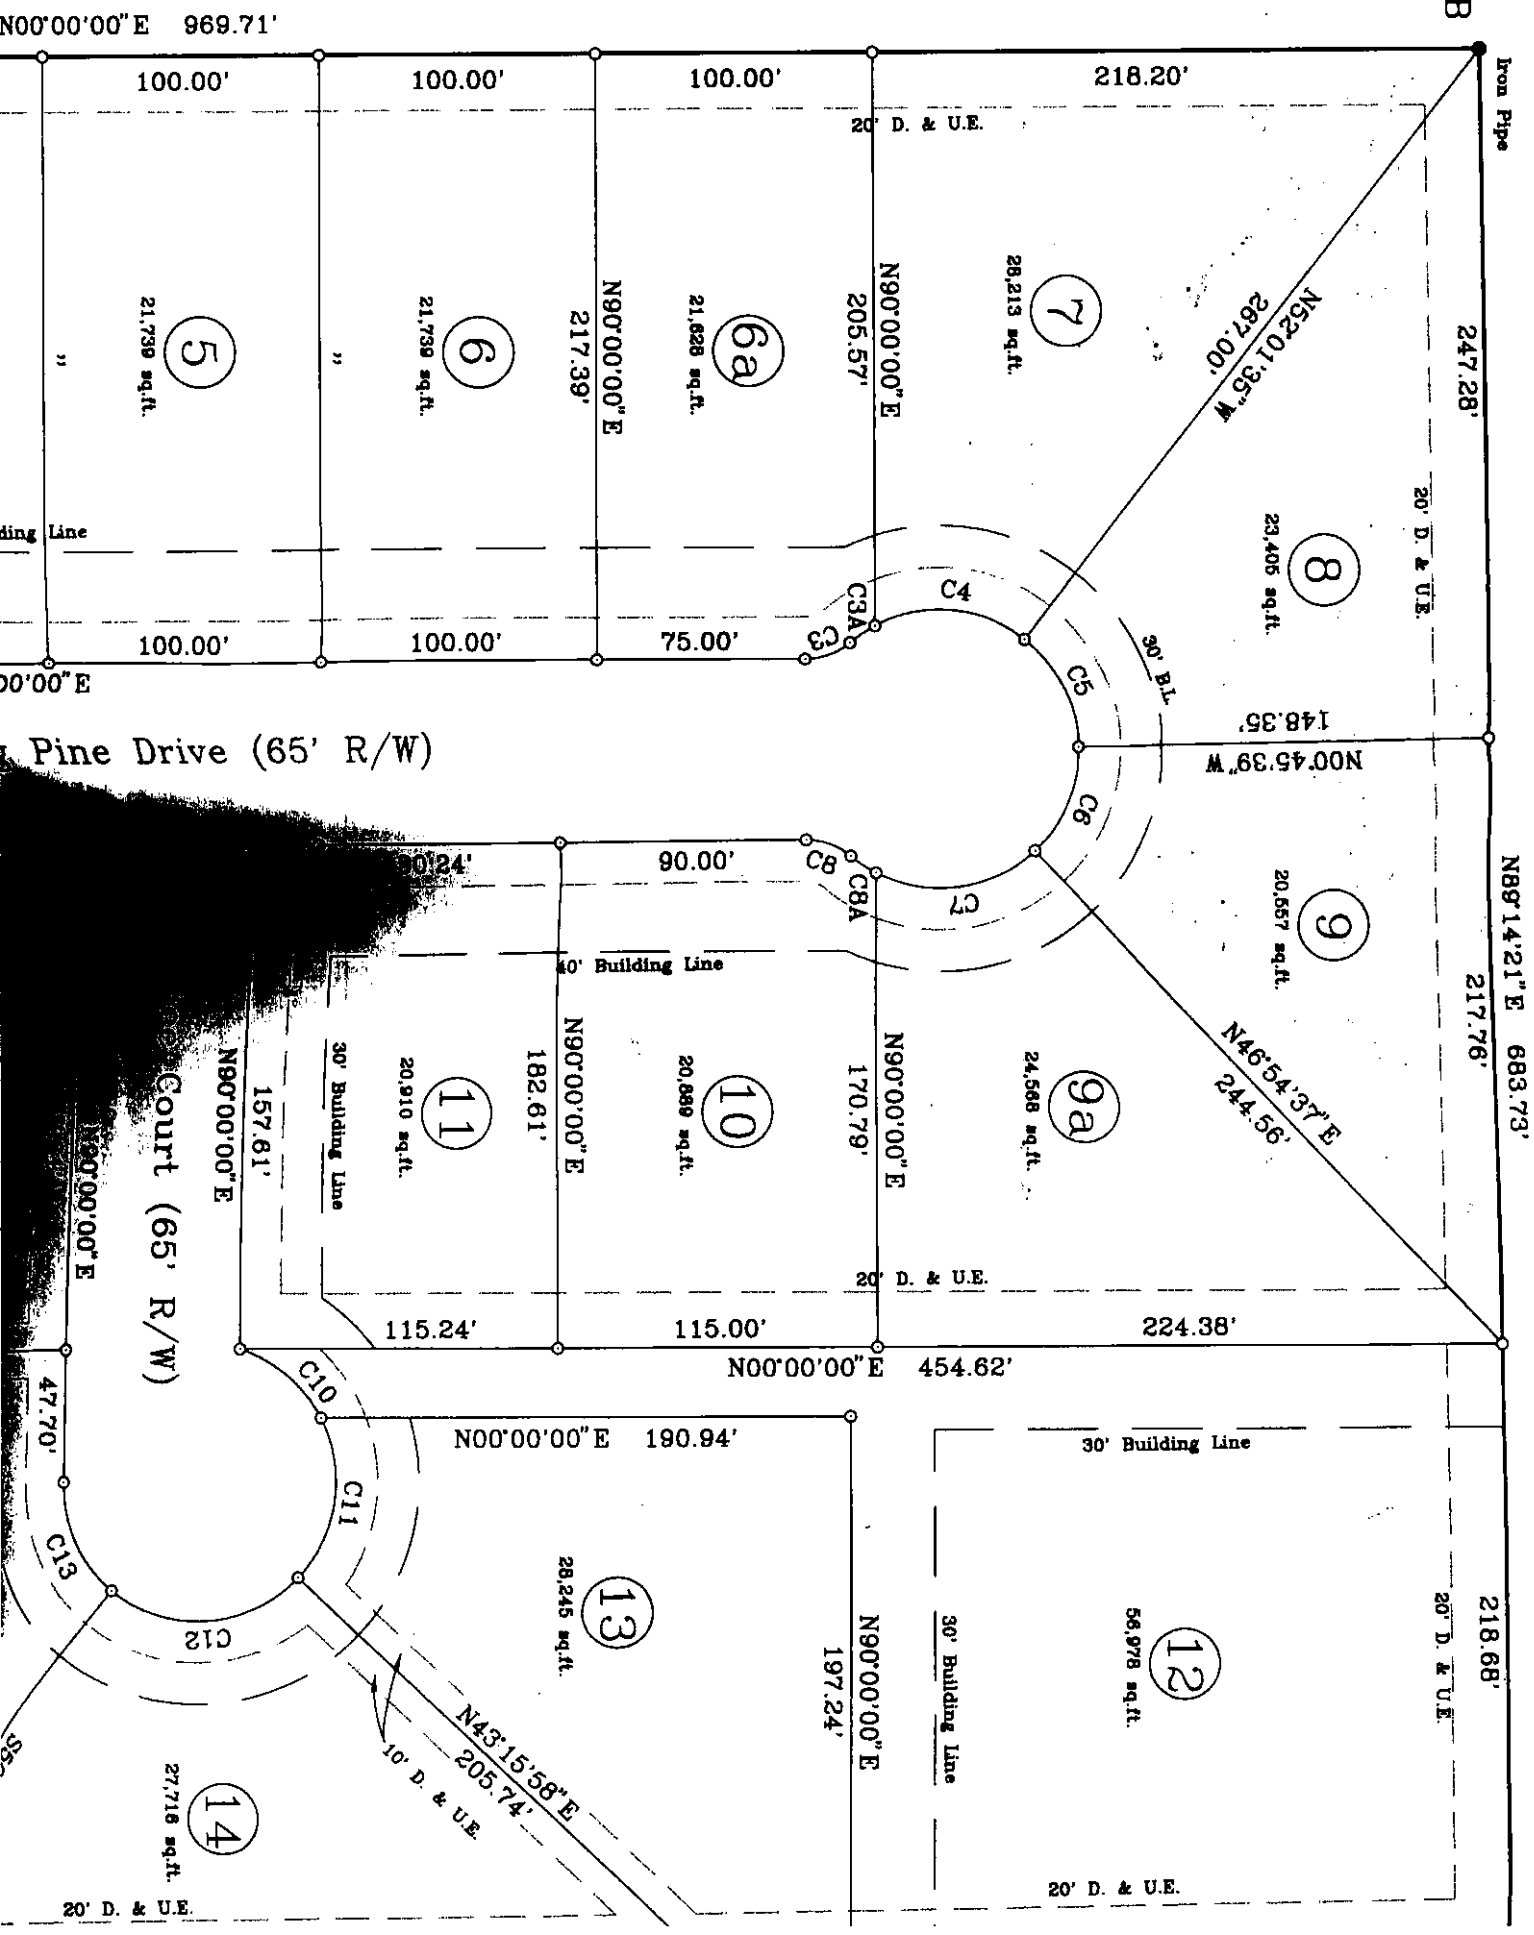 B
Iron Pipe
N00°00'00"E 969.71'
100.00'
100.00'
100.00'
218.20'
20' D. & U.E.
247.28'
N89°14'21"E 683.73'
217.76'
218.68'
20' D. & U.E.
20' D. & U.E.
5
21,739 sq.ft.
"
6
21,739 sq.ft.
"
N90°00'00"E
217.39'
6a
21,628 sq.ft.
N90°00'00"E
205.57'
7
28,213 sq.ft.
N52°01'35"W
267.00'
8
23,405 sq.ft.
30' B.L.
148.35'
N00°45'39"W
9
20,557 sq.ft.
N46°54'37"E
244.56'
9a
24,568 sq.ft.
Line
100.00'
100.00'
75.00'
C3
C3A
C4
C5
C6
C7
C8
C8A
00'00"E
Pine Drive (65' R/W)
90.00'
40' Building Line
N90°00'00"E
170.79'
10
20,889 sq.ft.
N90°00'00"E
182.61'
11
20,910 sq.ft.
30' Building Line
157.61'
N90°00'00"E
Court (65' R/W)
N90°00'00"E
20' D. & U.E.
115.24'
115.00'
224.38'
N00°00'00"E 454.62'
47.70'
C10
C11
C12
C13
N00°00'00"E 190.94'
30' Building Line
30' Building Line
12
56,978 sq.ft.
N90°00'00"E
197.24'
13
28,245 sq.ft.
N43°15'58"E
205.74'
10' D. & U.E.
14
27,716 sq.ft.
20' D. & U.E.
20' D. & U.E.